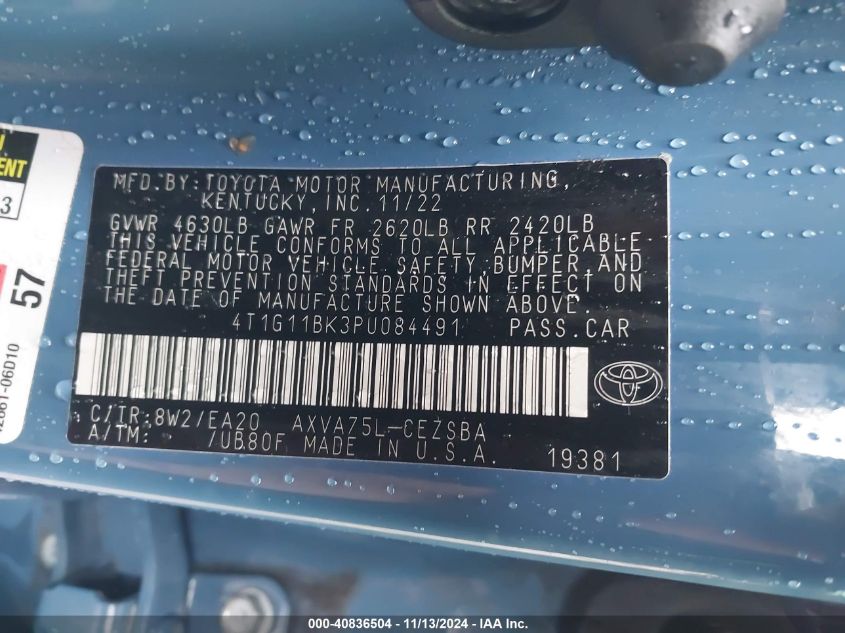 MFD.BY:TOYOTA MOTOR MANUFACTURING,
KENTUCKY, INC. 11/22
GVWR 4630LB GAWR FR 2620LB RR 2420LB
THIS VEHICLE CONFORMS TO ALL APPLICABLE
FEDERAL MOTOR VEHICLE SAFETY,BUMPER,AND
THEFT PREVENTION STANDARDS IN EFFECT ON
THE DATE OF MANUFACTURE SHOWN ABOVE.
4T1G11BK3PU084491 PASS.CAR
C/TR:8W2/EA20 AXVA75L-CEZSBA
A/TM: /UB80F MADE IN U.S.A.
19381
57
000-40836504 - 11/13/2024 - IAA Inc.